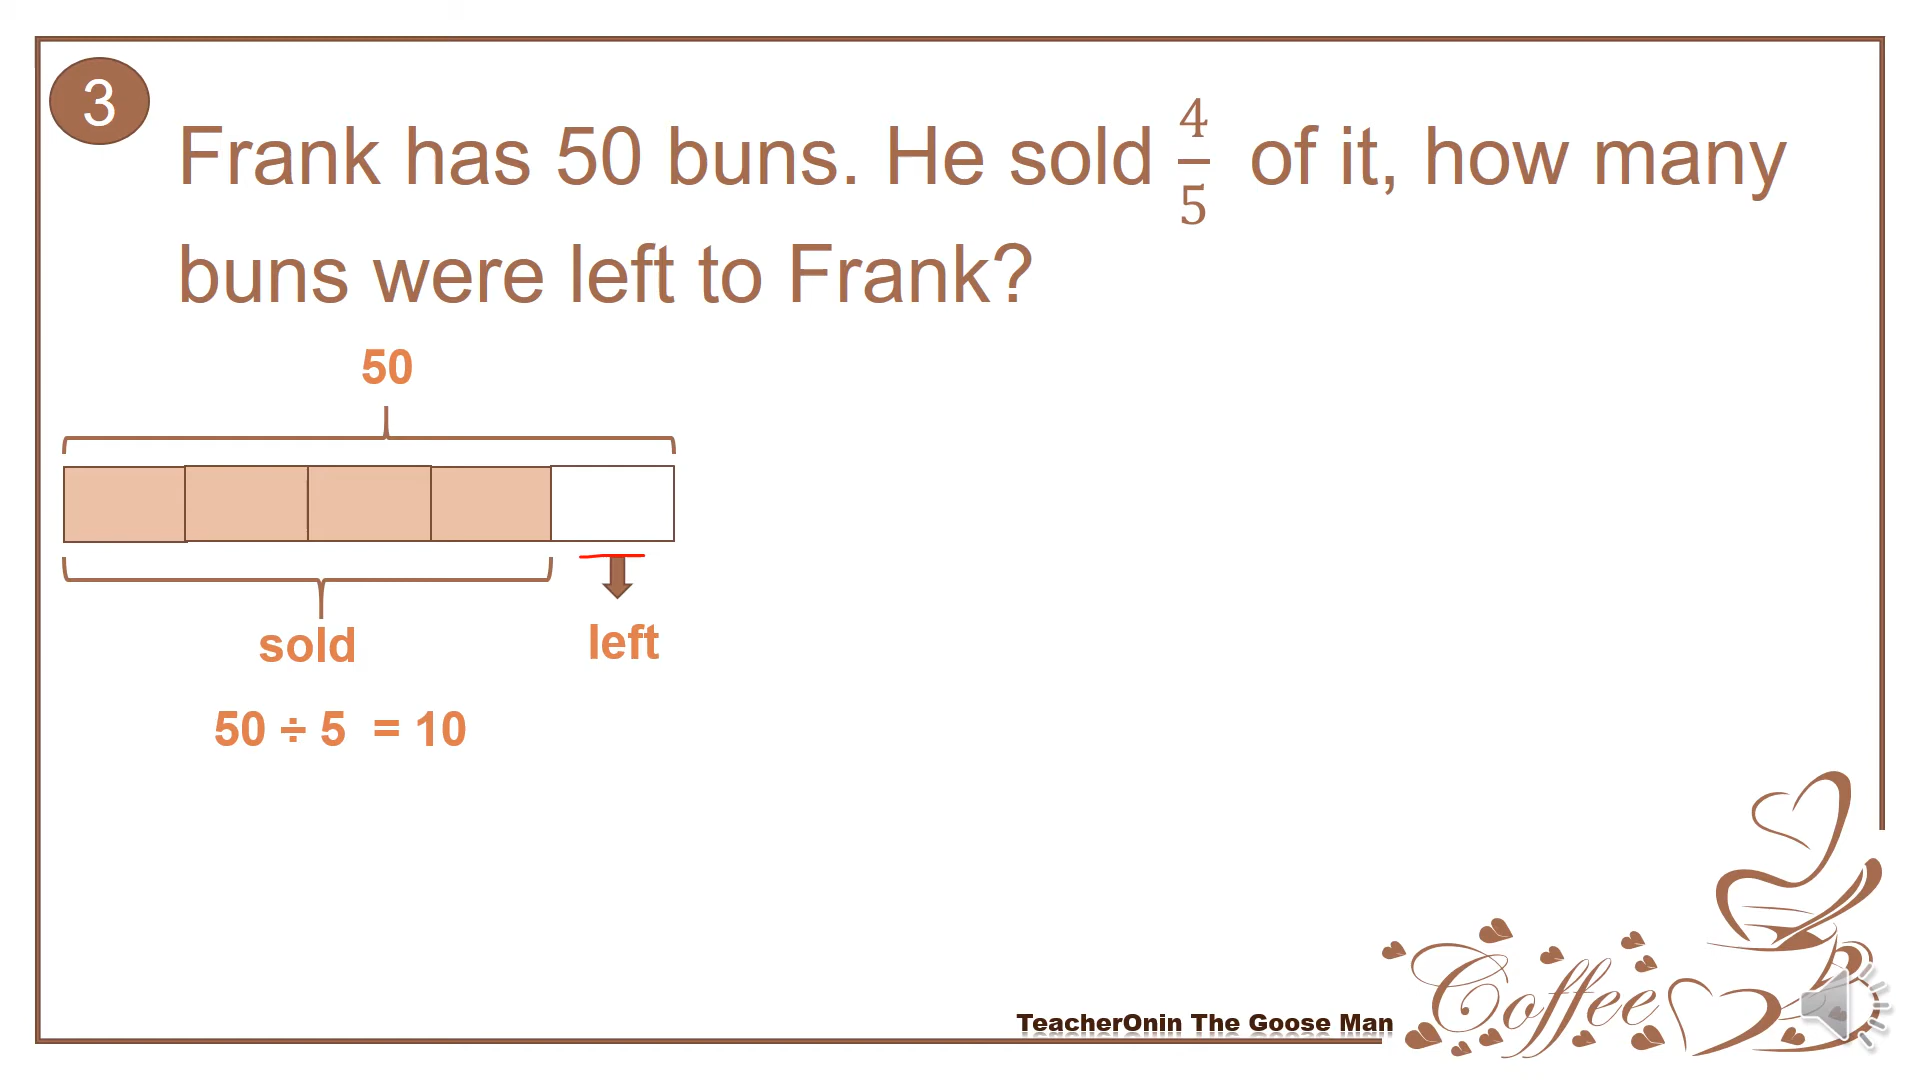 3
Frank has 50 buns. He sold 4/5 of it, how many
buns were left to Frank?
50
sold
left
50 ÷ 5 = 10
TeacherOnin The Goose Man
Coffee